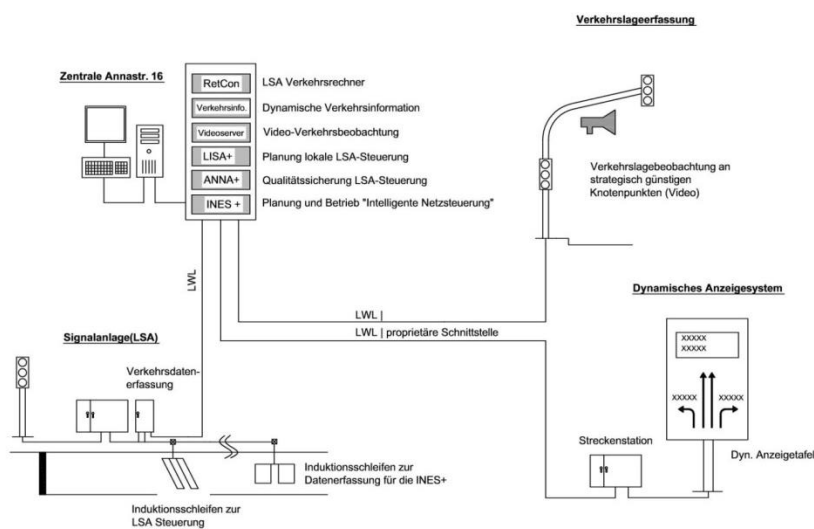 Verkehrslageerfassung
Zentrale Annastr. 16
RetCon
LSA Verkehrsrechner
Verkehrsinfo.
Dynamische Verkehrsinformation
Videoserver
Video-Verkehrsbeobachtung
LISA+
Planung lokale LSA-Steuerung
ANNA+
Qualitätssicherung LSA-Steuerung
INES +
Planung und Betrieb "Intelligente Netzsteuerung"
Verkehrslagebeobachtung an
strategisch günstigen
Knotenpunkten (Video)
LWL
LWL |
LWL | proprietäre Schnittstelle
Dynamisches Anzeigesystem
XXXXX
XXXXX
XXXXX
XXXXX
Signalanlage(LSA)
Verkehrsdaten-
erfassung
Streckenstation
Dyn. Anzeigetafel
Induktionsschleifen zur
Datenerfassung für die INES+
Induktionsschleifen zur
LSA Steuerung